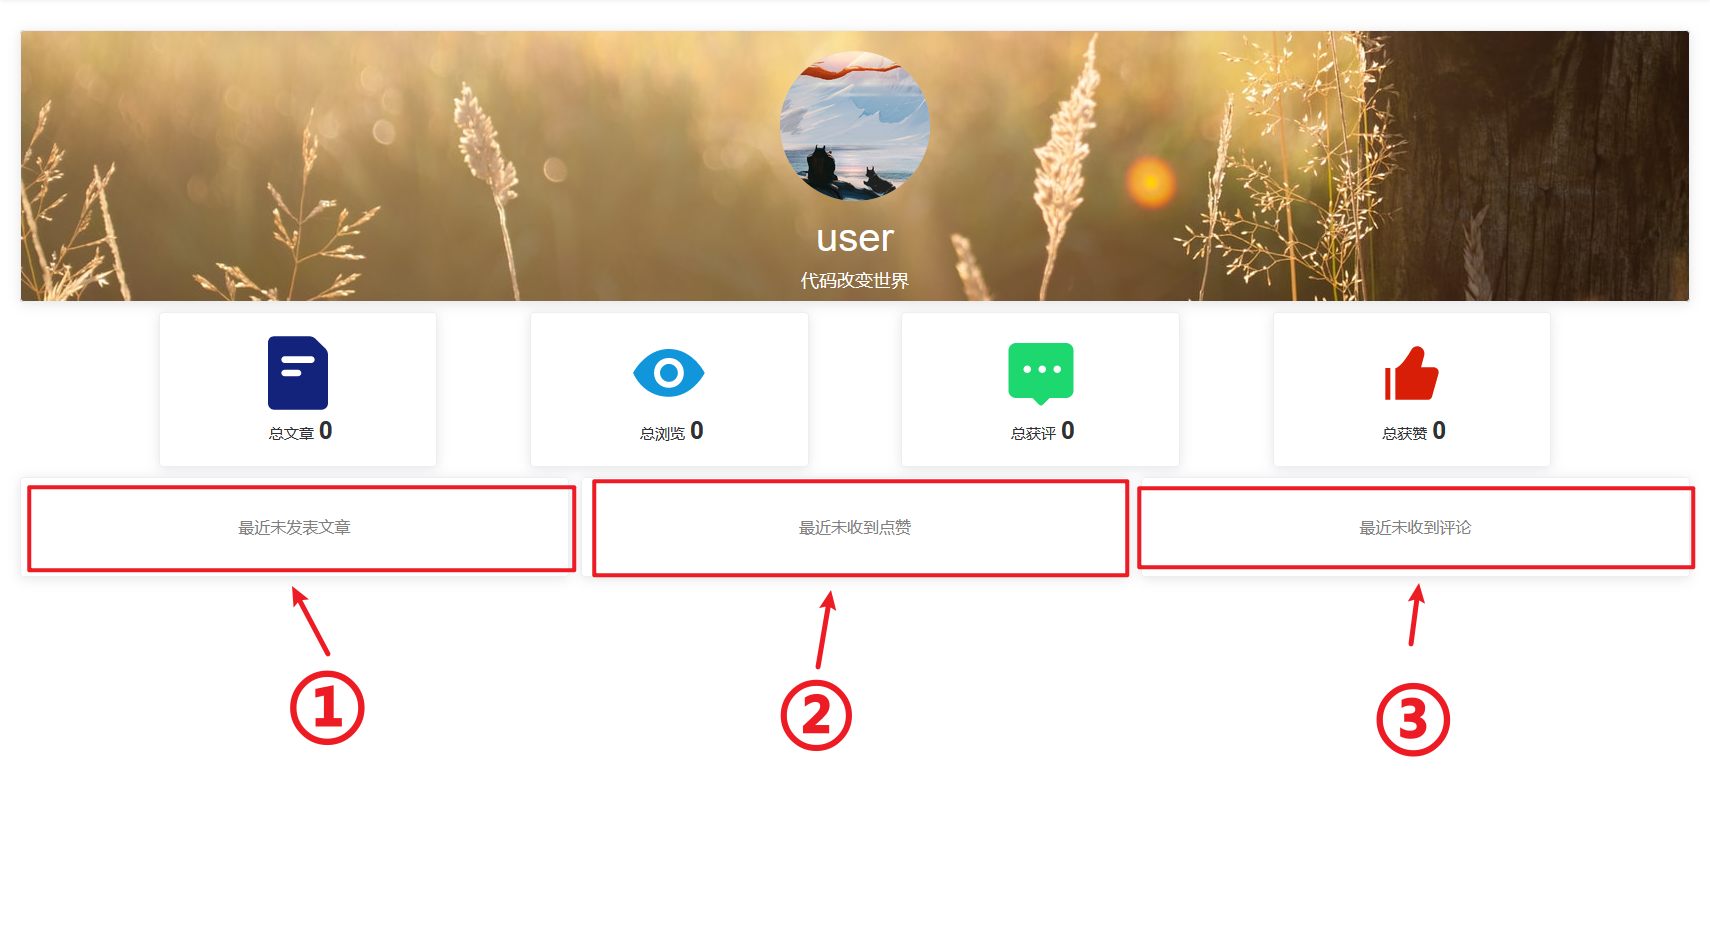 user
代码改变世界
总文章 0
总浏览 0
总获评 0
总获赞 0
最近未发表文章
最近未收到点赞
最近未收到评论
①
②
③